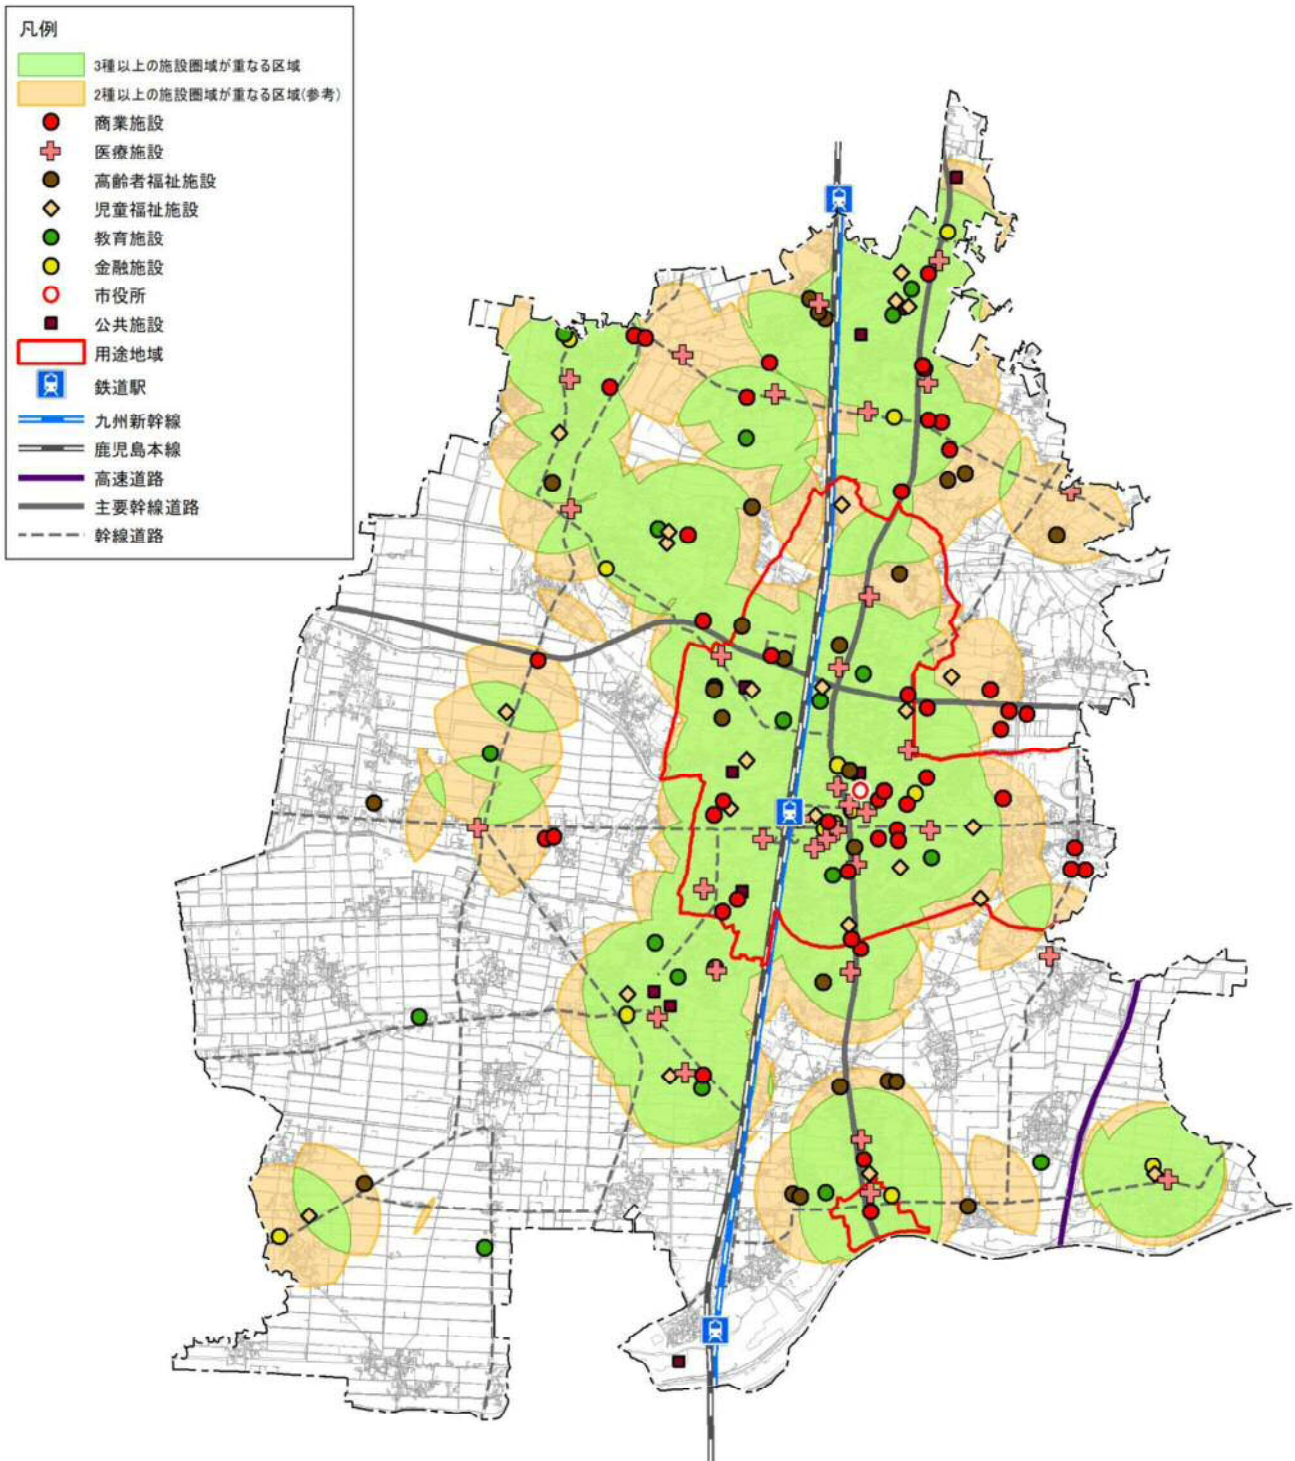 凡例
3種以上の施設圏域が重なる区域
2種以上の施設圏域が重なる区域(参考)
商業施設
医療施設
高齢者福祉施設
児童福祉施設
教育施設
金融施設
市役所
公共施設
用途地域
鉄道駅
九州新幹線
鹿児島本線
高速道路
主要幹線道路
幹線道路